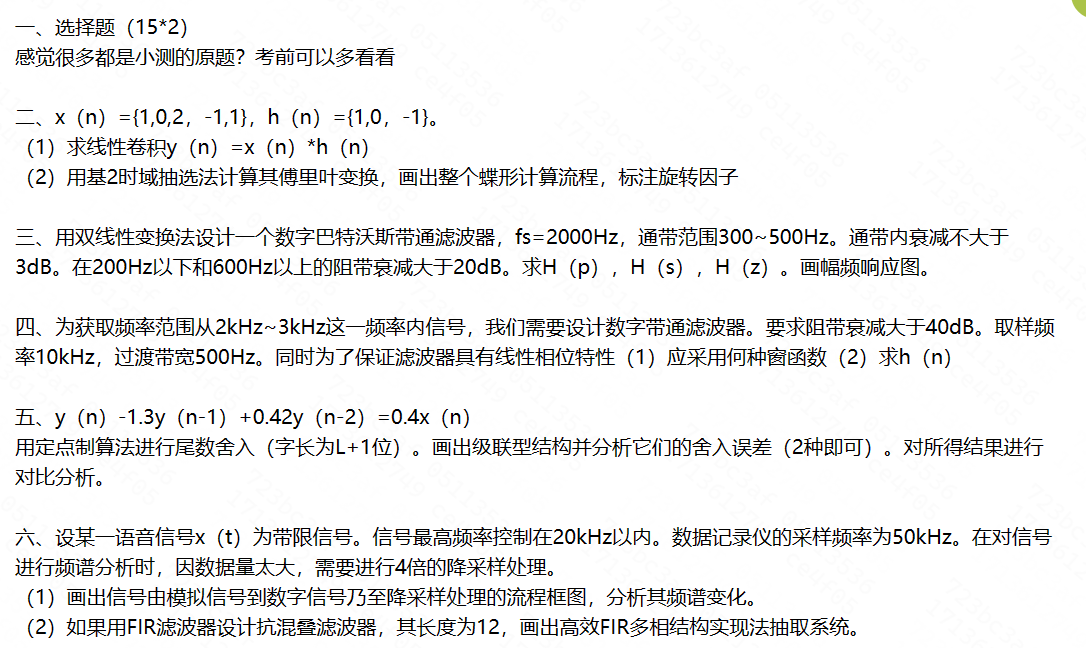 一、选择题（15*2）
感觉很多都是小测的原题？考前可以多看看
二、x（n）={1,0,2，-1,1}，h（n）={1,0，-1}。
（1）求线性卷积y（n）=x（n）*h（n）
（2）用基2时域抽选法计算其傅里叶变换，画出整个蝶形计算流程，标注旋转因子
三、用双线性变换法设计一个数字巴特沃斯带通滤波器，fs=2000Hz，通带范围300~500Hz。通带内衰减不大于
3dB。在200Hz以下和600Hz以上的阻带衰减大于20dB。求H（p），H（s），H（z）。画幅频响应图。
四、为获取频率范围从2kHz~3kHz这一频率内信号，我们需要设计数字带通滤波器。要求阻带衰减大于40dB。取样频
率10kHz，过渡带宽500Hz。同时为了保证滤波器具有线性相位特性（1）应采用何种窗函数（2）求h（n）
五、y（n）-1.3y（n-1）+0.42y（n-2）=0.4x（n）
用定点制算法进行尾数舍入（字长为L+1位）。画出级联型结构并分析它们的舍入误差（2种即可）。对所得结果进行
对比分析。
六、设某一语音信号x（t）为带限信号。信号最高频率控制在20kHz以内。数据记录仪的采样频率为50kHz。在对信号
进行频谱分析时，因数据量太大，需要进行4倍的降采样处理。
（1）画出信号由模拟信号到数字信号乃至降采样处理的流程框图，分析其频谱变化。
（2）如果用FIR滤波器设计抗混叠滤波器，其长度为12，画出高效FIR多相结构实现法抽取系统。